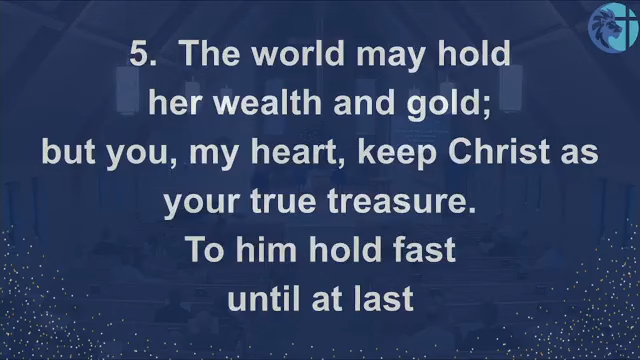 5. The world may hold
her wealth and gold;
but you, my heart, keep Christ as
your true treasure.
To him hold fast
until at last